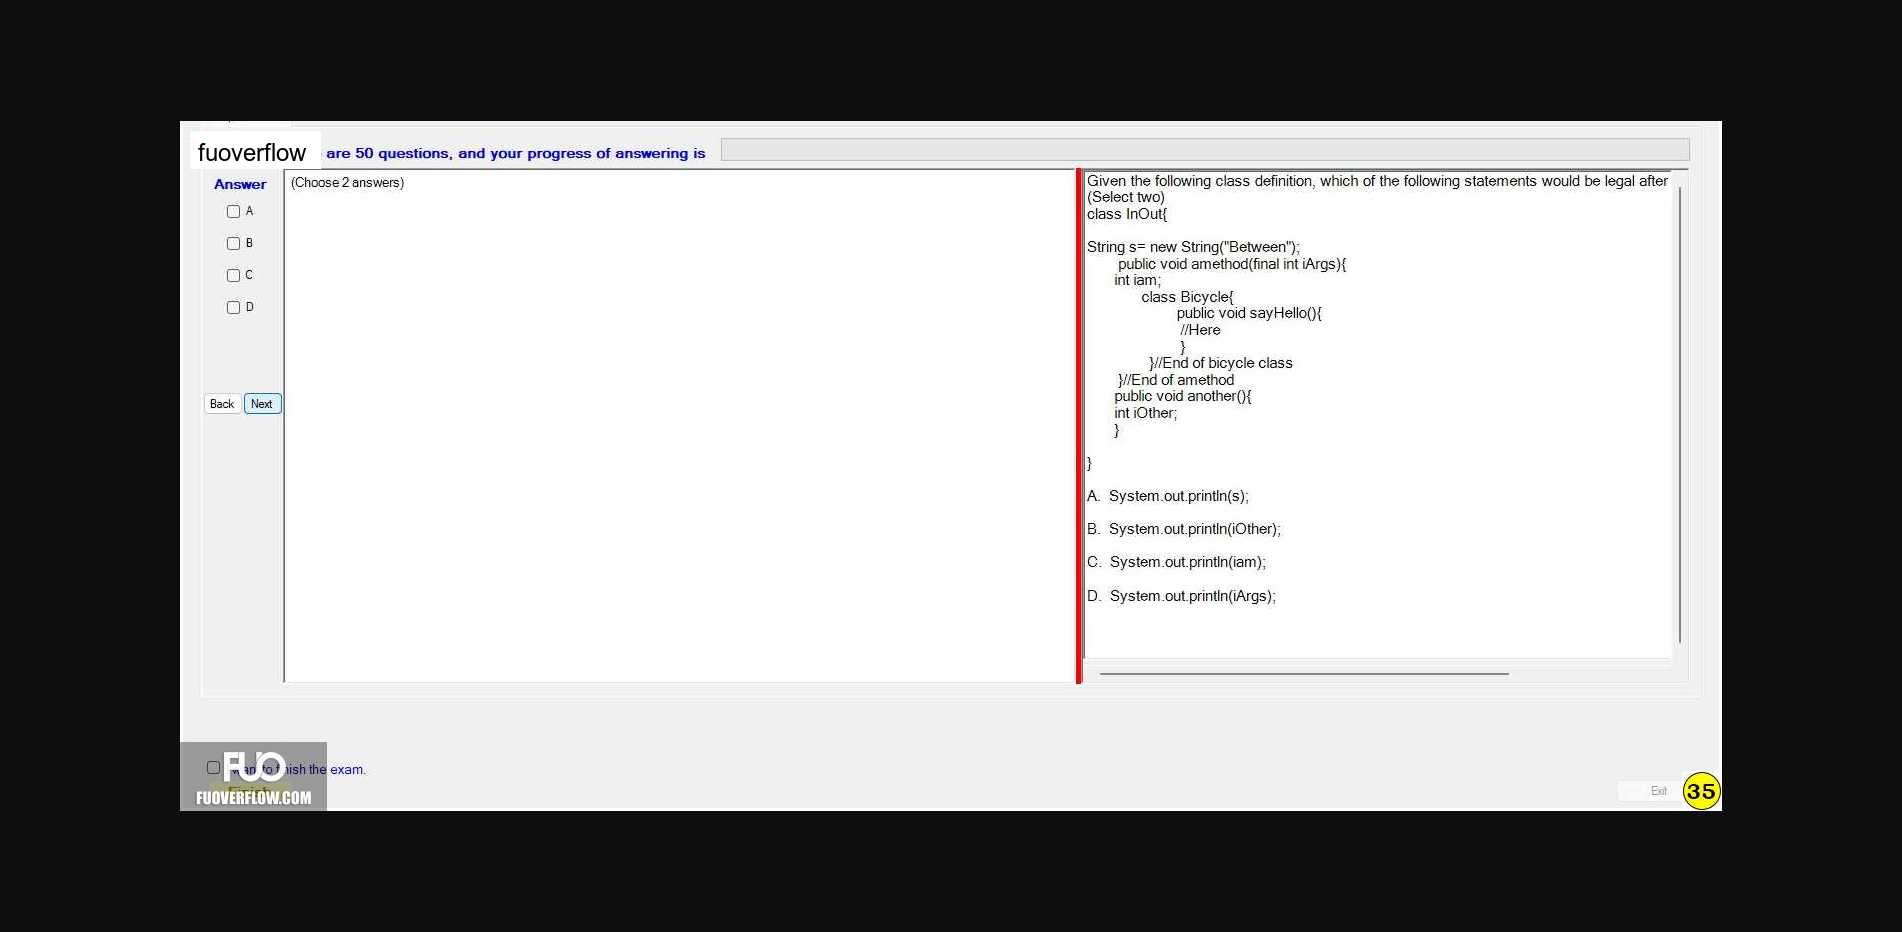 fuoverflow are 50 questions, and your progress of answering is
Answer
A
B
C
D
Back Next
(Choose 2 answers)
Given the following class definition, which of the following statements would be legal after
(Select two)
class InOut{
String s= new String("Between");
public void amethod(final int iArgs){
int iam;
class Bicycle{
public void sayHello(){
//Here
}
}//End of bicycle class
}//End of amethod
public void another(){
int iOther;
}
}
A. System.out.println(s);
B. System.out.println(iOther);
C. System.out.println(iam);
D. System.out.println(iArgs);
FUO
the exam.
FUOVERFLOW.COM
Exit
35